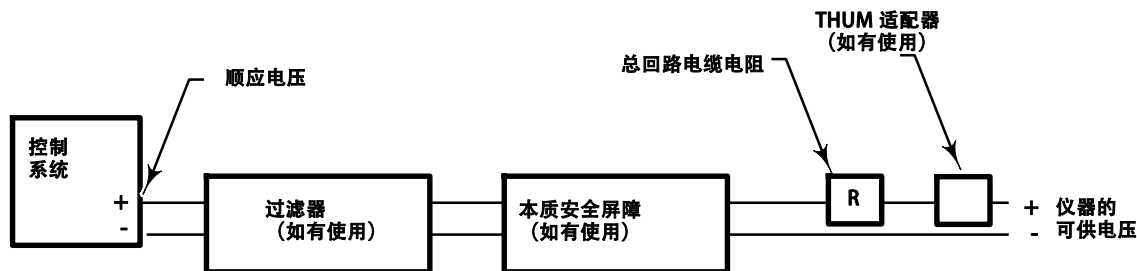 THUM 适配器
（如有使用）
总回路电缆电阻
顺应电压
控制
系统
+
-
过滤器
（如有使用）
本质安全屏障
（如有使用）
R
+ 仪器的
- 可供电压